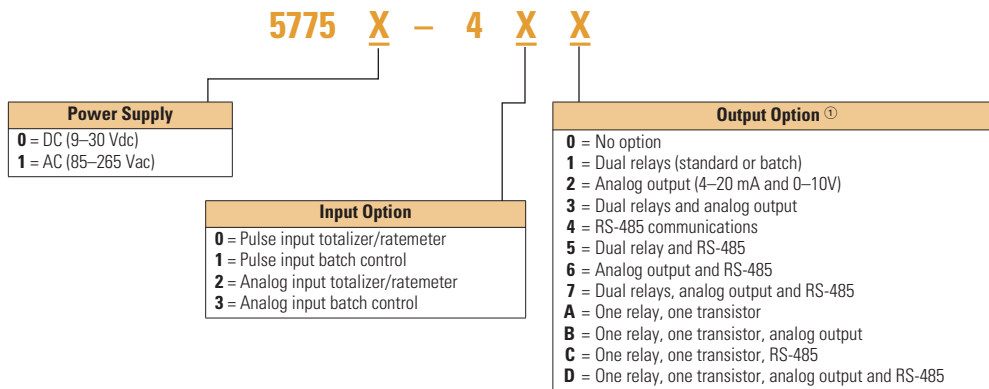 5775 X – 4 X X
Power Supply
0 = DC (9–30 Vdc)
1 = AC (85–265 Vac)
Input Option
0 = Pulse input totalizer/ratemeter
1 = Pulse input batch control
2 = Analog input totalizer/ratemeter
3 = Analog input batch control
Output Option ①
0 = No option
1 = Dual relays (standard or batch)
2 = Analog output (4–20 mA and 0–10V)
3 = Dual relays and analog output
4 = RS-485 communications
5 = Dual relay and RS-485
6 = Analog output and RS-485
7 = Dual relays, analog output and RS-485
A = One relay, one transistor
B = One relay, one transistor, analog output
C = One relay, one transistor, RS-485
D = One relay, one transistor, analog output and RS-485